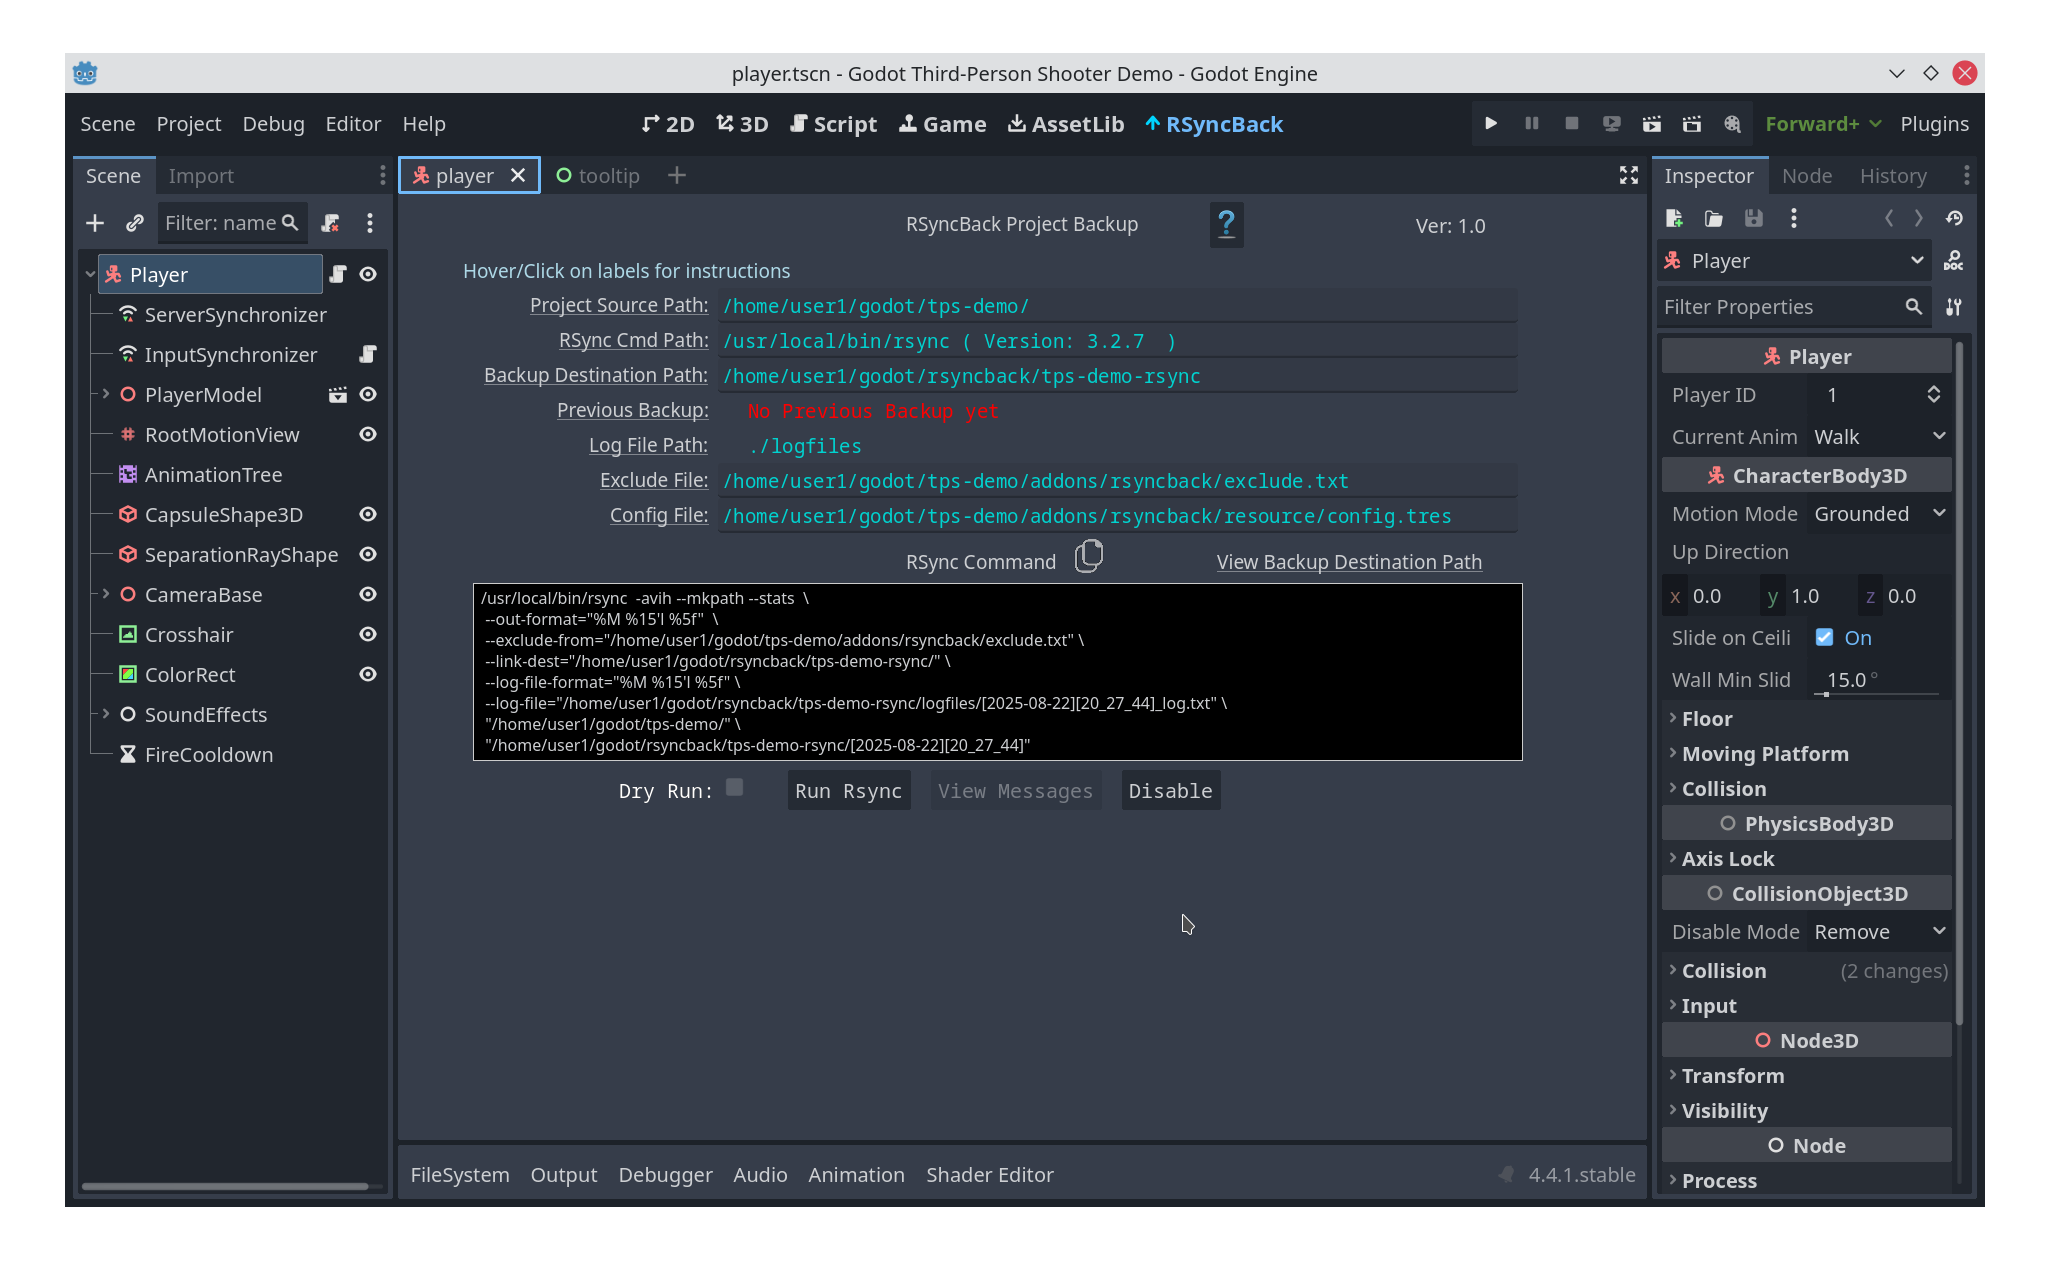 player.tscn - Godot Third-Person Shooter Demo - Godot Engine
Scene Project Debug Editor Help
2D 3D Script Game AssetLib RSyncBack
Forward+ Plugins
Scene Import
Filter: name
Player
ServerSynchronizer
InputSynchronizer
PlayerModel
RootMotionView
AnimationTree
CapsuleShape3D
SeparationRayShape
CameraBase
Crosshair
ColorRect
SoundEffects
FireCooldown
player tooltip
RSyncBack Project Backup ? Ver: 1.0
Hover/Click on labels for instructions
Project Source Path: /home/user1/godot/tps-demo/
RSync Cmd Path: /usr/local/bin/rsync ( Version: 3.2.7 )
Backup Destination Path: /home/user1/godot/rsyncback/tps-demo-rsync
Previous Backup: No Previous Backup yet
Log File Path: ./logfiles
Exclude File: /home/user1/godot/tps-demo/addons/rsyncback/exclude.txt
Config File: /home/user1/godot/tps-demo/addons/rsyncback/resource/config.tres
RSync Command View Backup Destination Path
/usr/local/bin/rsync -avih --mkpath --stats \
--out-format="%M %15'l %5f" \
--exclude-from="/home/user1/godot/tps-demo/addons/rsyncback/exclude.txt" \
--link-dest="/home/user1/godot/rsyncback/tps-demo-rsync/" \
--log-file-format="%M %15'l %5f" \
--log-file="/home/user1/godot/rsyncback/tps-demo-rsync/logfiles/[2025-08-22][20_27_44]_log.txt" \
"/home/user1/godot/tps-demo/" \
"/home/user1/godot/rsyncback/tps-demo-rsync/[2025-08-22][20_27_44]"
Dry Run: Run Rsync View Messages Disable
FileSystem Output Debugger Audio Animation Shader Editor 4.4.1.stable
Inspector Node History
Player DOC
Filter Properties
Player
Player ID 1
Current Anim Walk
CharacterBody3D
Motion Mode Grounded
Up Direction
x 0.0 y 1.0 z 0.0
Slide on Ceili On
Wall Min Slid 15.0 °
Floor
Moving Platform
Collision
PhysicsBody3D
Axis Lock
CollisionObject3D
Disable Mode Remove
Collision (2 changes)
Input
Node3D
Transform
Visibility
Node
Process